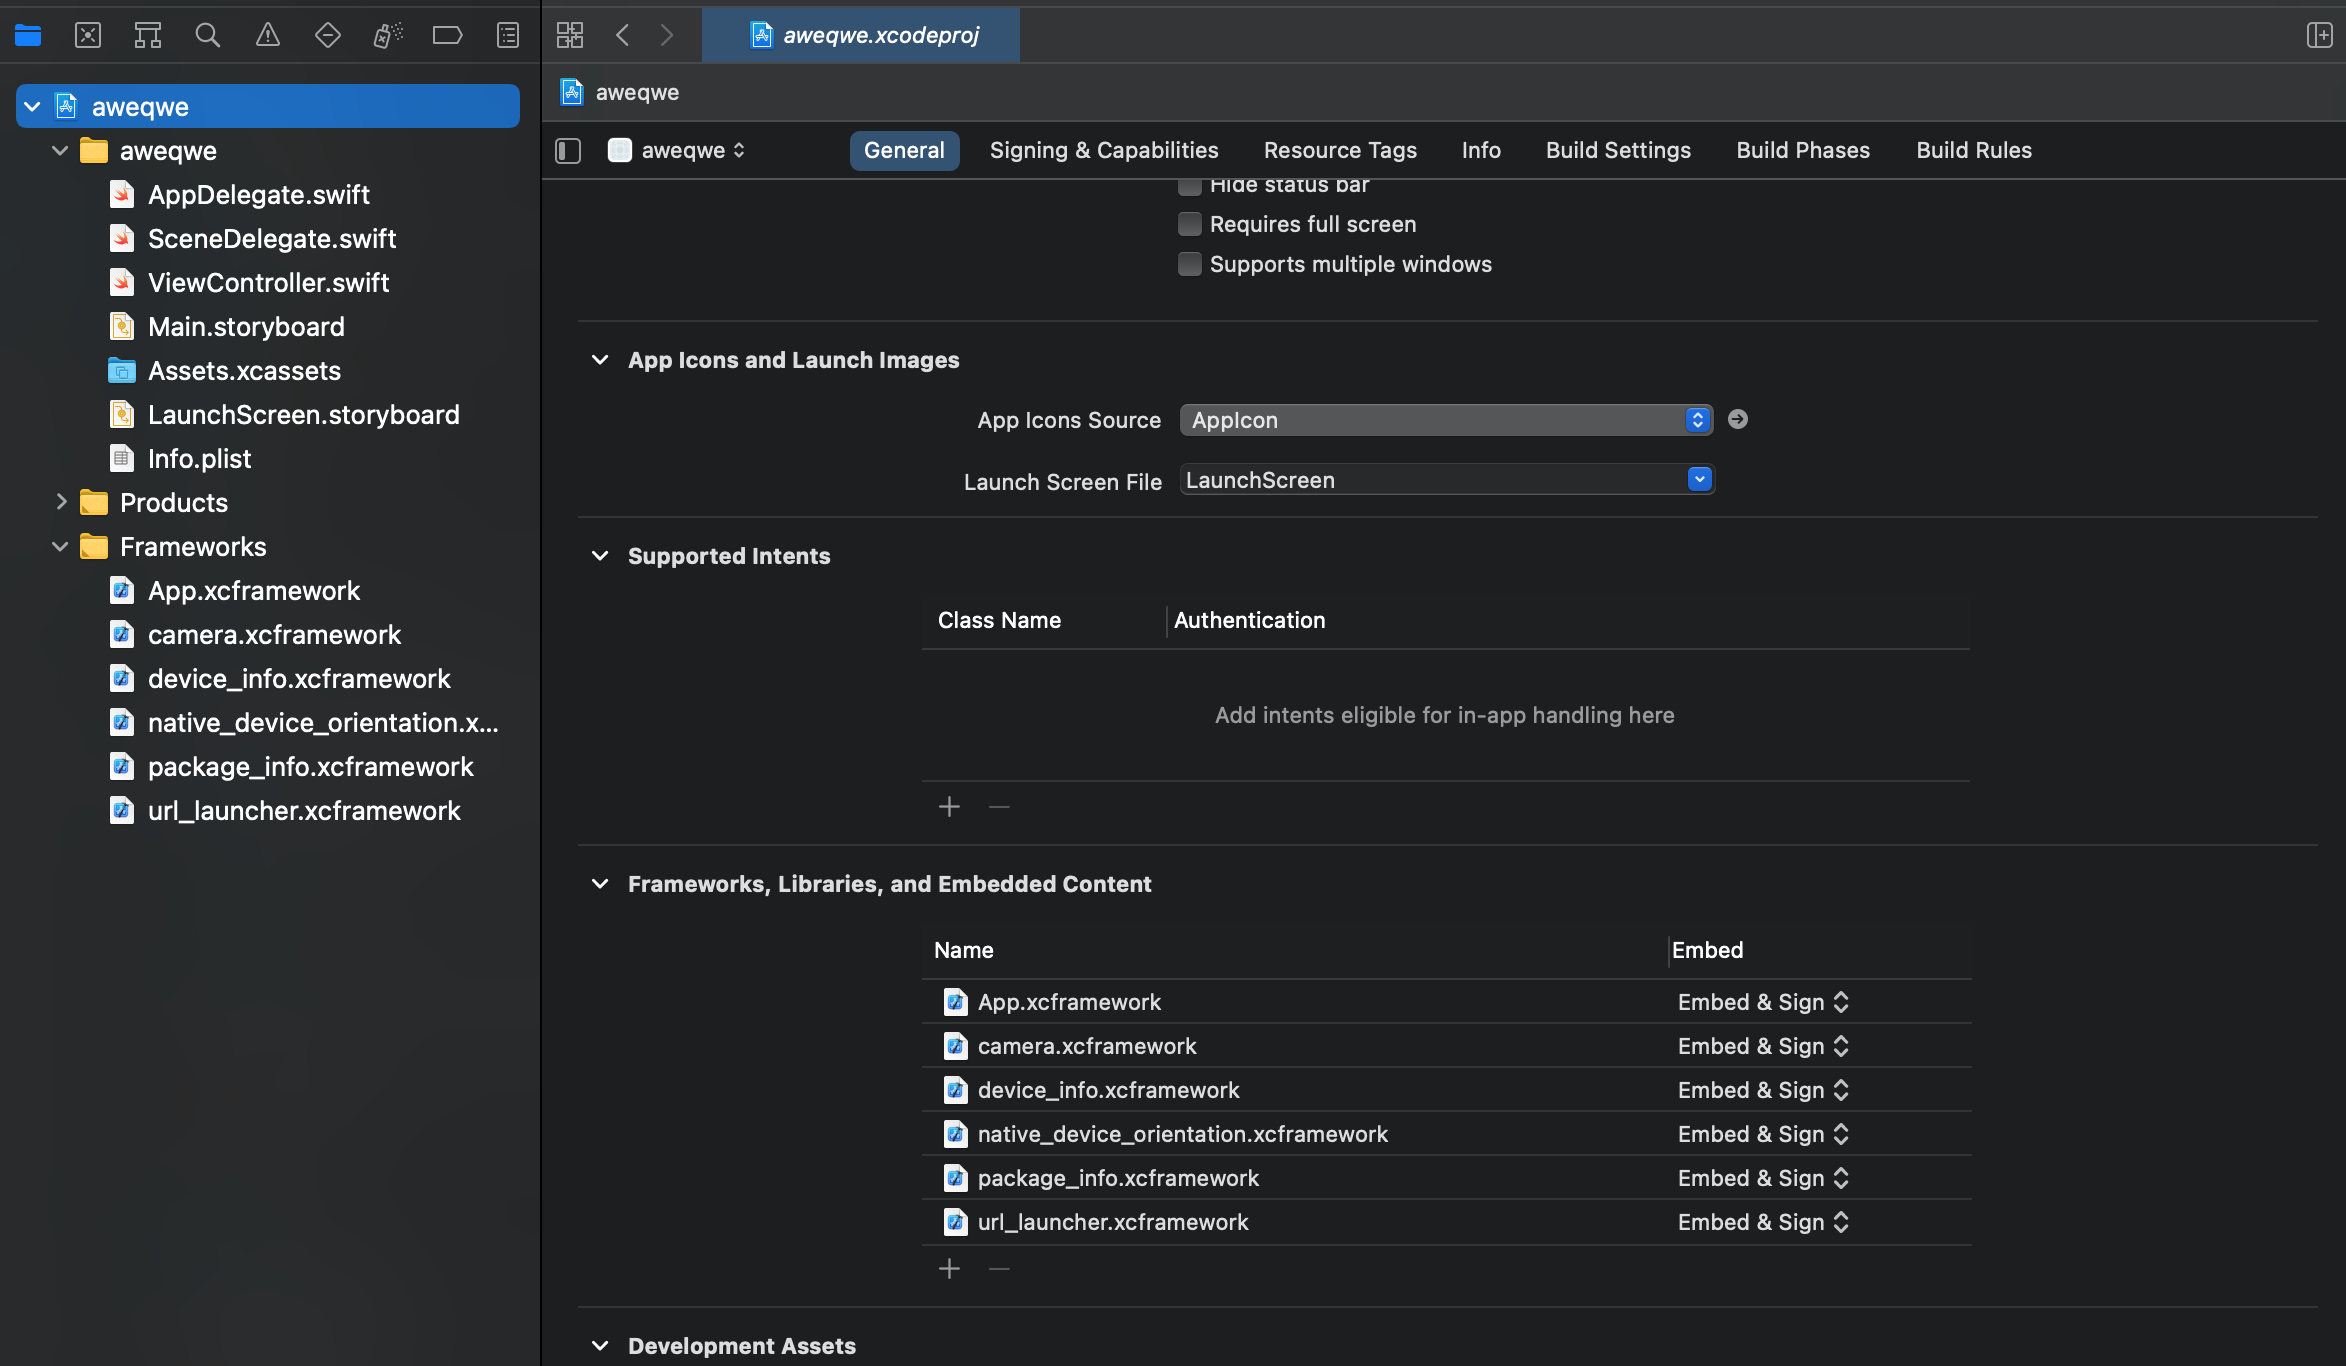 aweqwe.xcodeproj
aweqwe
aweqwe
General
Signing & Capabilities
Resource Tags
Info
Build Settings
Build Phases
Build Rules
aweqwe
aweqwe
AppDelegate.swift
SceneDelegate.swift
ViewController.swift
Main.storyboard
Assets.xcassets
LaunchScreen.storyboard
Info.plist
Products
Frameworks
App.xcframework
camera.xcframework
device_info.xcframework
native_device_orientation.x...
package_info.xcframework
url_launcher.xcframework
Hide status bar
Requires full screen
Supports multiple windows
App Icons and Launch Images
App Icons Source AppIcon
Launch Screen File LaunchScreen
Supported Intents
Class Name Authentication
Add intents eligible for in-app handling here
Frameworks, Libraries, and Embedded Content
Name Embed
App.xcframework Embed & Sign
camera.xcframework Embed & Sign
device_info.xcframework Embed & Sign
native_device_orientation.xcframework Embed & Sign
package_info.xcframework Embed & Sign
url_launcher.xcframework Embed & Sign
Development Assets